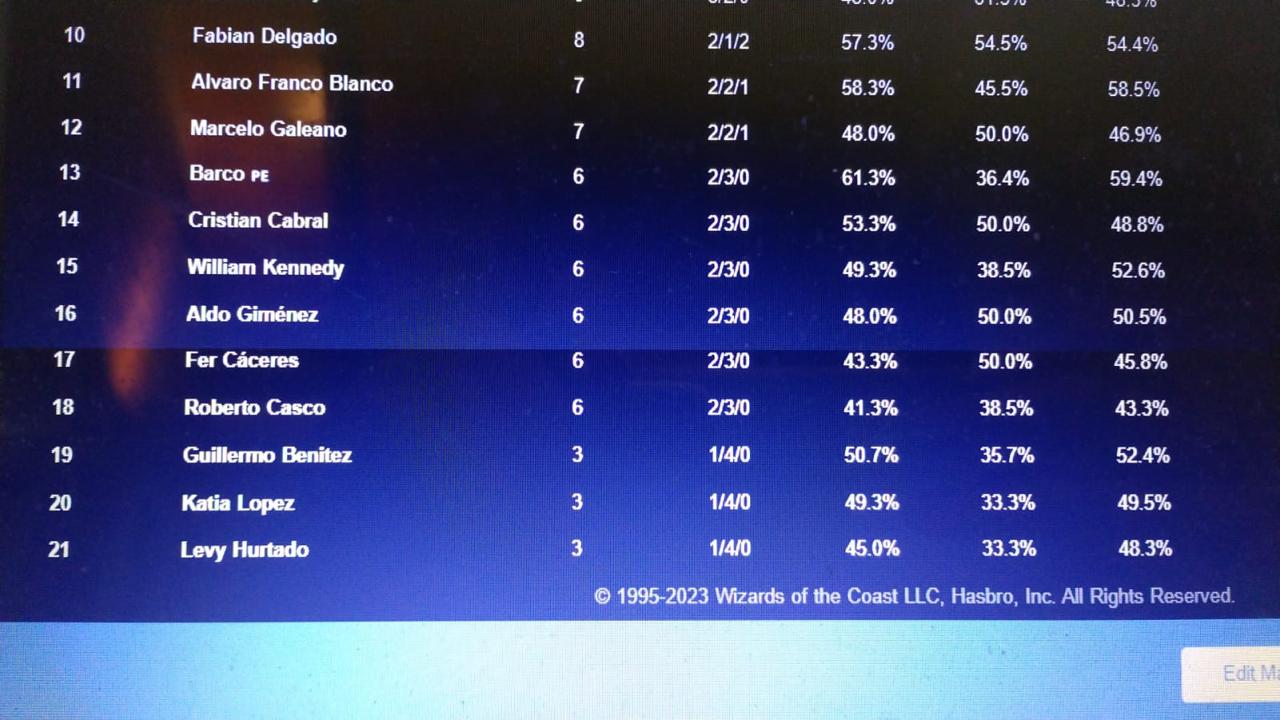 10 Fabian Delgado 8 2/1/2 57.3% 54.5% 54.4%
11 Alvaro Franco Blanco 7 2/2/1 58.3% 45.5% 58.5%
12 Marcelo Galeano 7 2/2/1 48.0% 50.0% 46.9%
13 Barco PE 6 2/3/0 61.3% 36.4% 59.4%
14 Cristian Cabral 6 2/3/0 53.3% 50.0% 48.8%
15 William Kennedy 6 2/3/0 49.3% 38.5% 52.6%
16 Aldo Giménez 6 2/3/0 48.0% 50.0% 50.5%
17 Fer Cáceres 6 2/3/0 43.3% 50.0% 45.8%
18 Roberto Casco 6 2/3/0 41.3% 38.5% 43.3%
19 Guillermo Benitez 3 1/4/0 50.7% 35.7% 52.4%
20 Katia Lopez 3 1/4/0 49.3% 33.3% 49.5%
21 Levy Hurtado 3 1/4/0 45.0% 33.3% 48.3%
© 1995-2023 Wizards of the Coast LLC, Hasbro, Inc. All Rights Reserved.
Edit